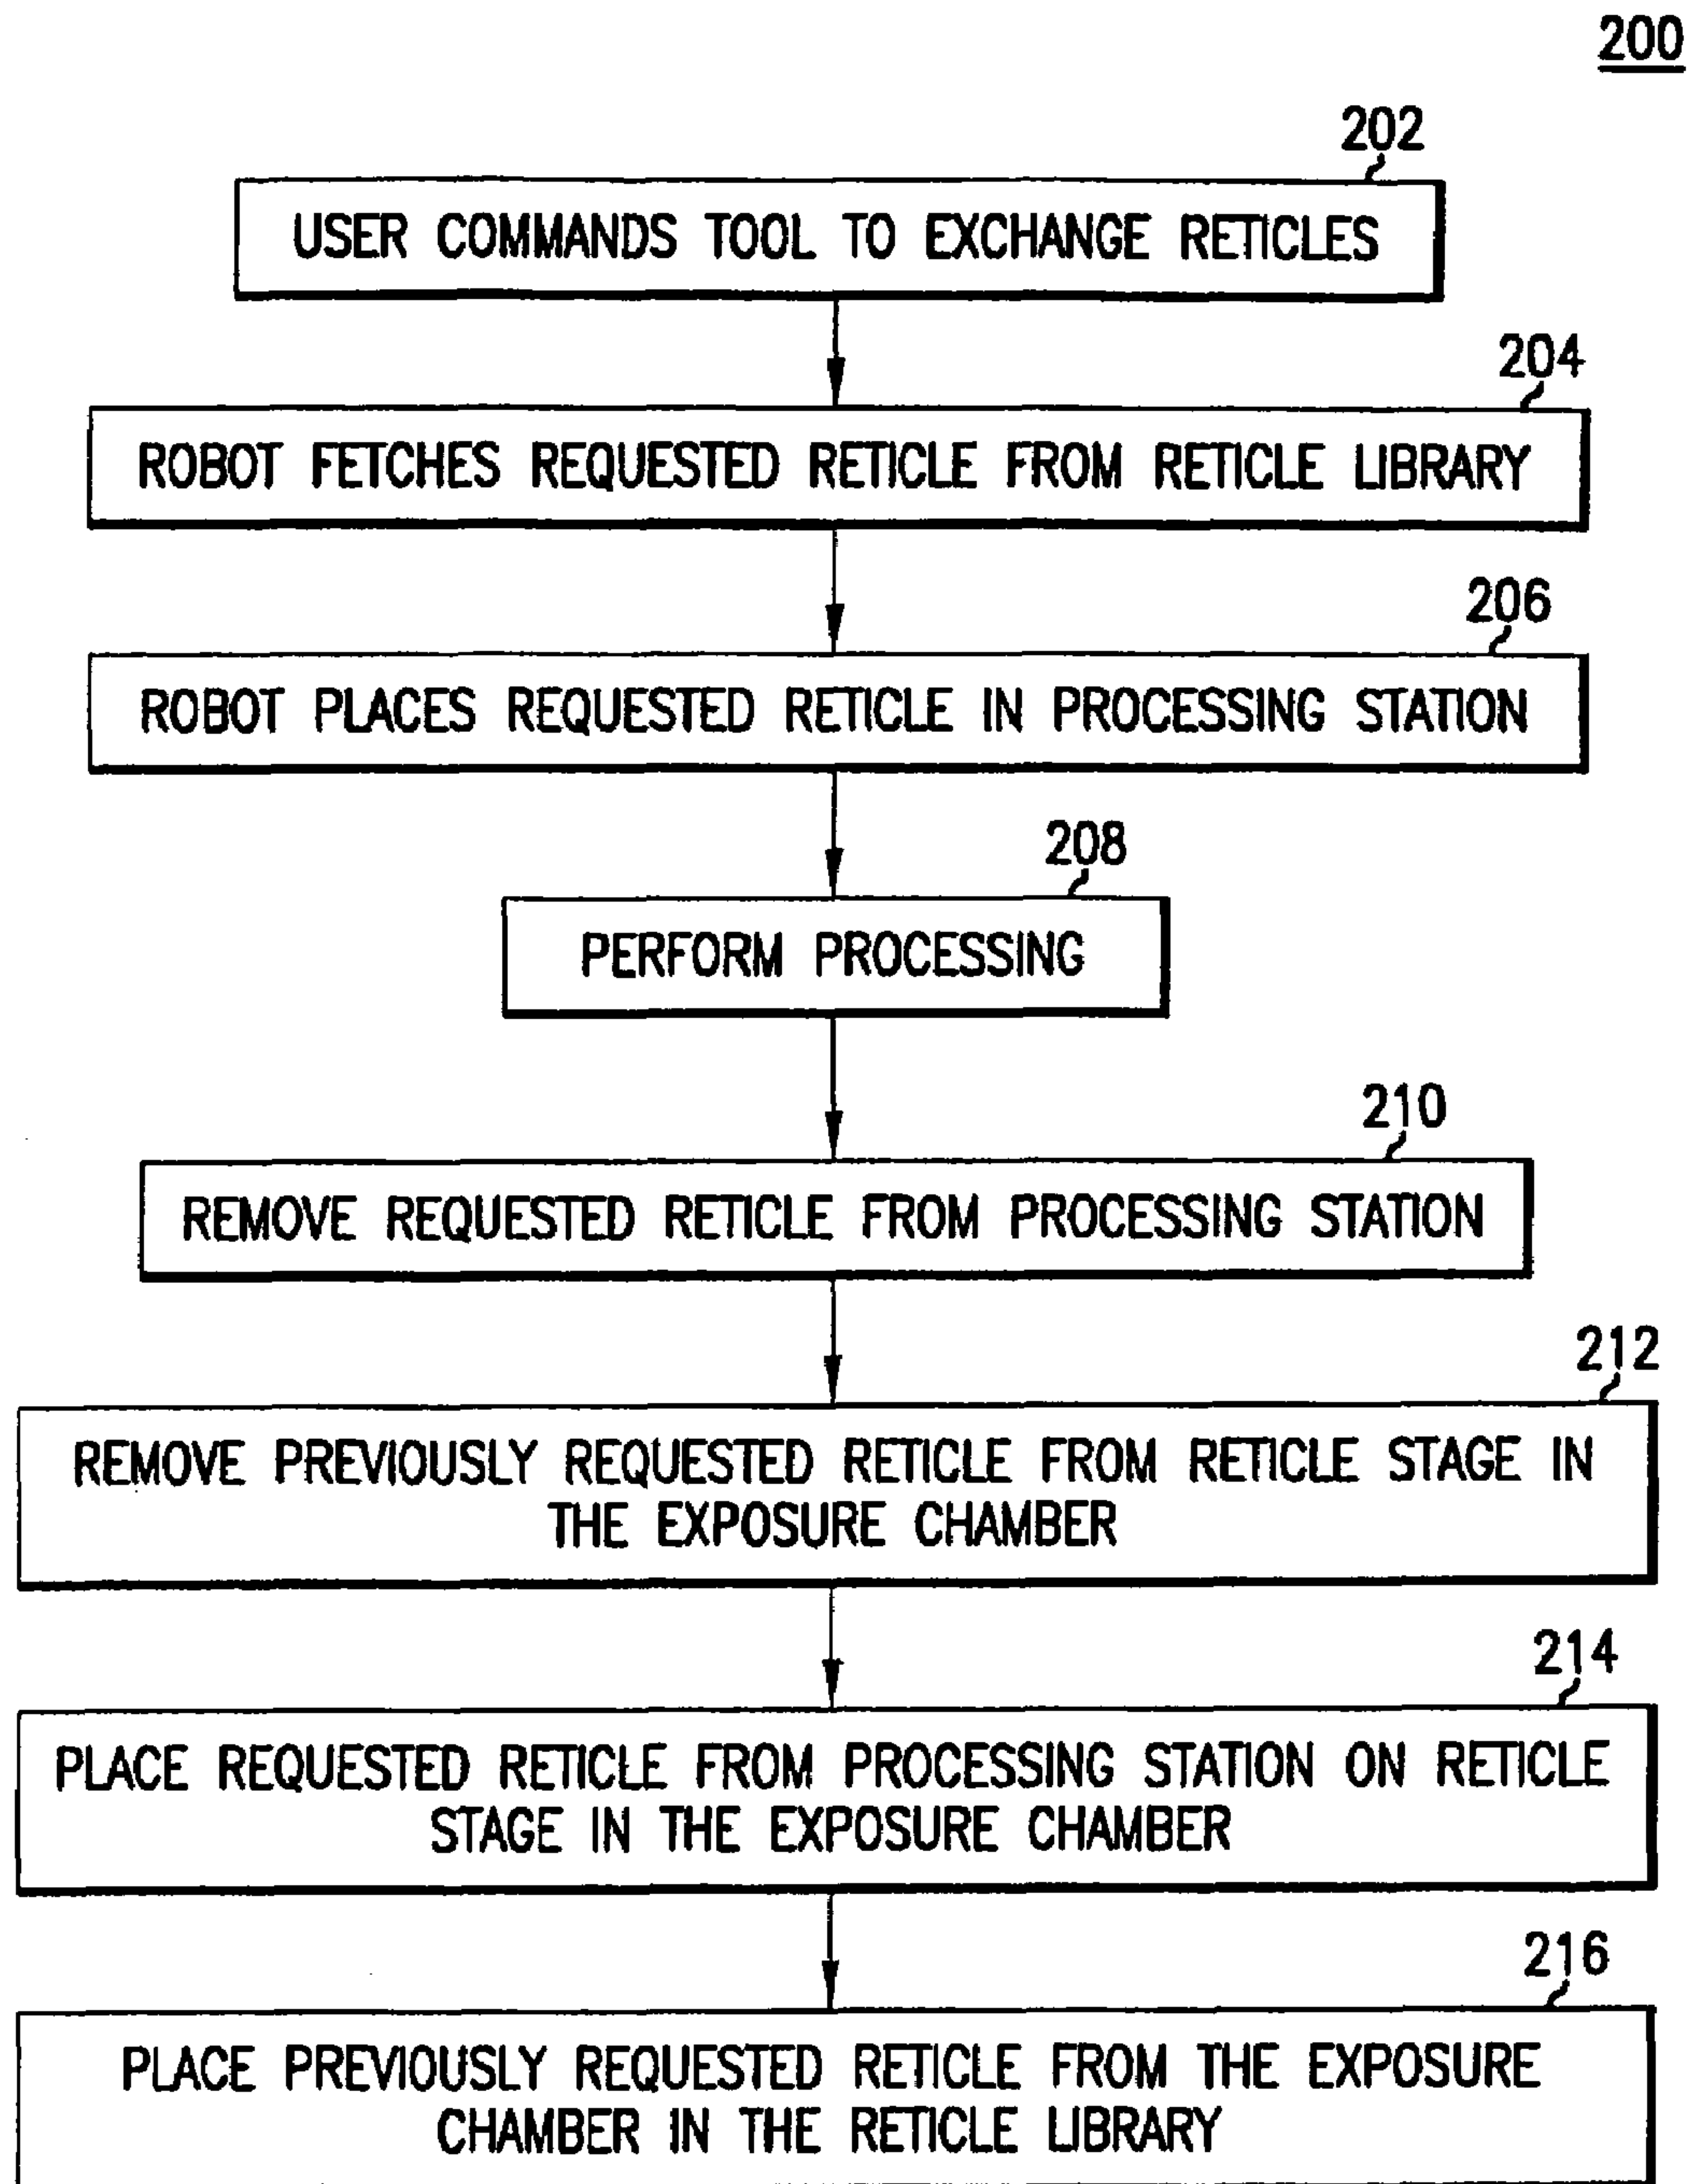 200
202
USER COMMANDS TOOL TO EXCHANGE RETICLES
204
ROBOT FETCHES REQUESTED RETICLE FROM RETICLE LIBRARY
206
ROBOT PLACES REQUESTED RETICLE IN PROCESSING STATION
208
PERFORM PROCESSING
210
REMOVE REQUESTED RETICLE FROM PROCESSING STATION
212
REMOVE PREVIOUSLY REQUESTED RETICLE FROM RETICLE STAGE IN
THE EXPOSURE CHAMBER
214
PLACE REQUESTED RETICLE FROM PROCESSING STATION ON RETICLE
STAGE IN THE EXPOSURE CHAMBER
216
PLACE PREVIOUSLY REQUESTED RETICLE FROM THE EXPOSURE
CHAMBER IN THE RETICLE LIBRARY